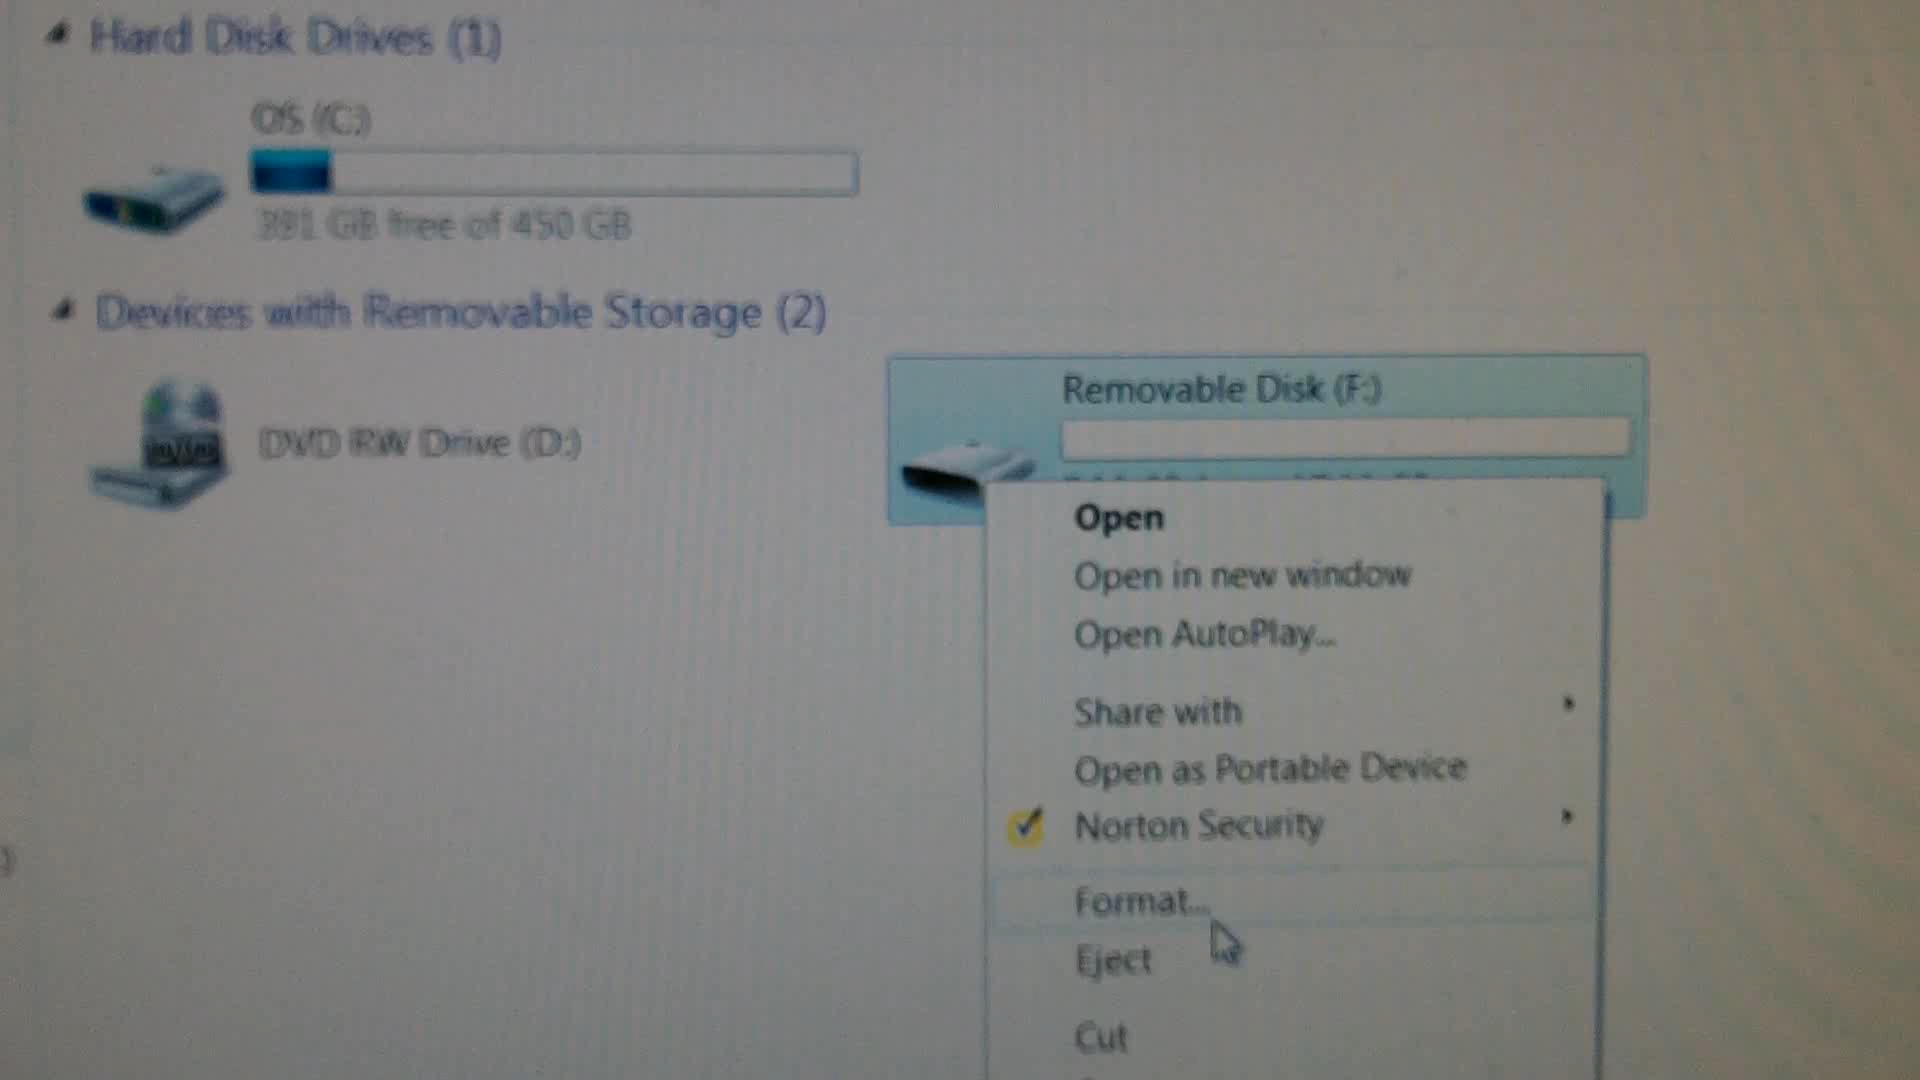 Hard Disk Drives (1)
OS (C:)
391 GB free of 450 GB
Devices with Removable Storage (2)
DVD RW Drive (D:)
Removable Disk (F:)
Open
Open in new window
Open AutoPlay...
Share with
Open as Portable Device
Norton Security
Format...
Eject
Cut